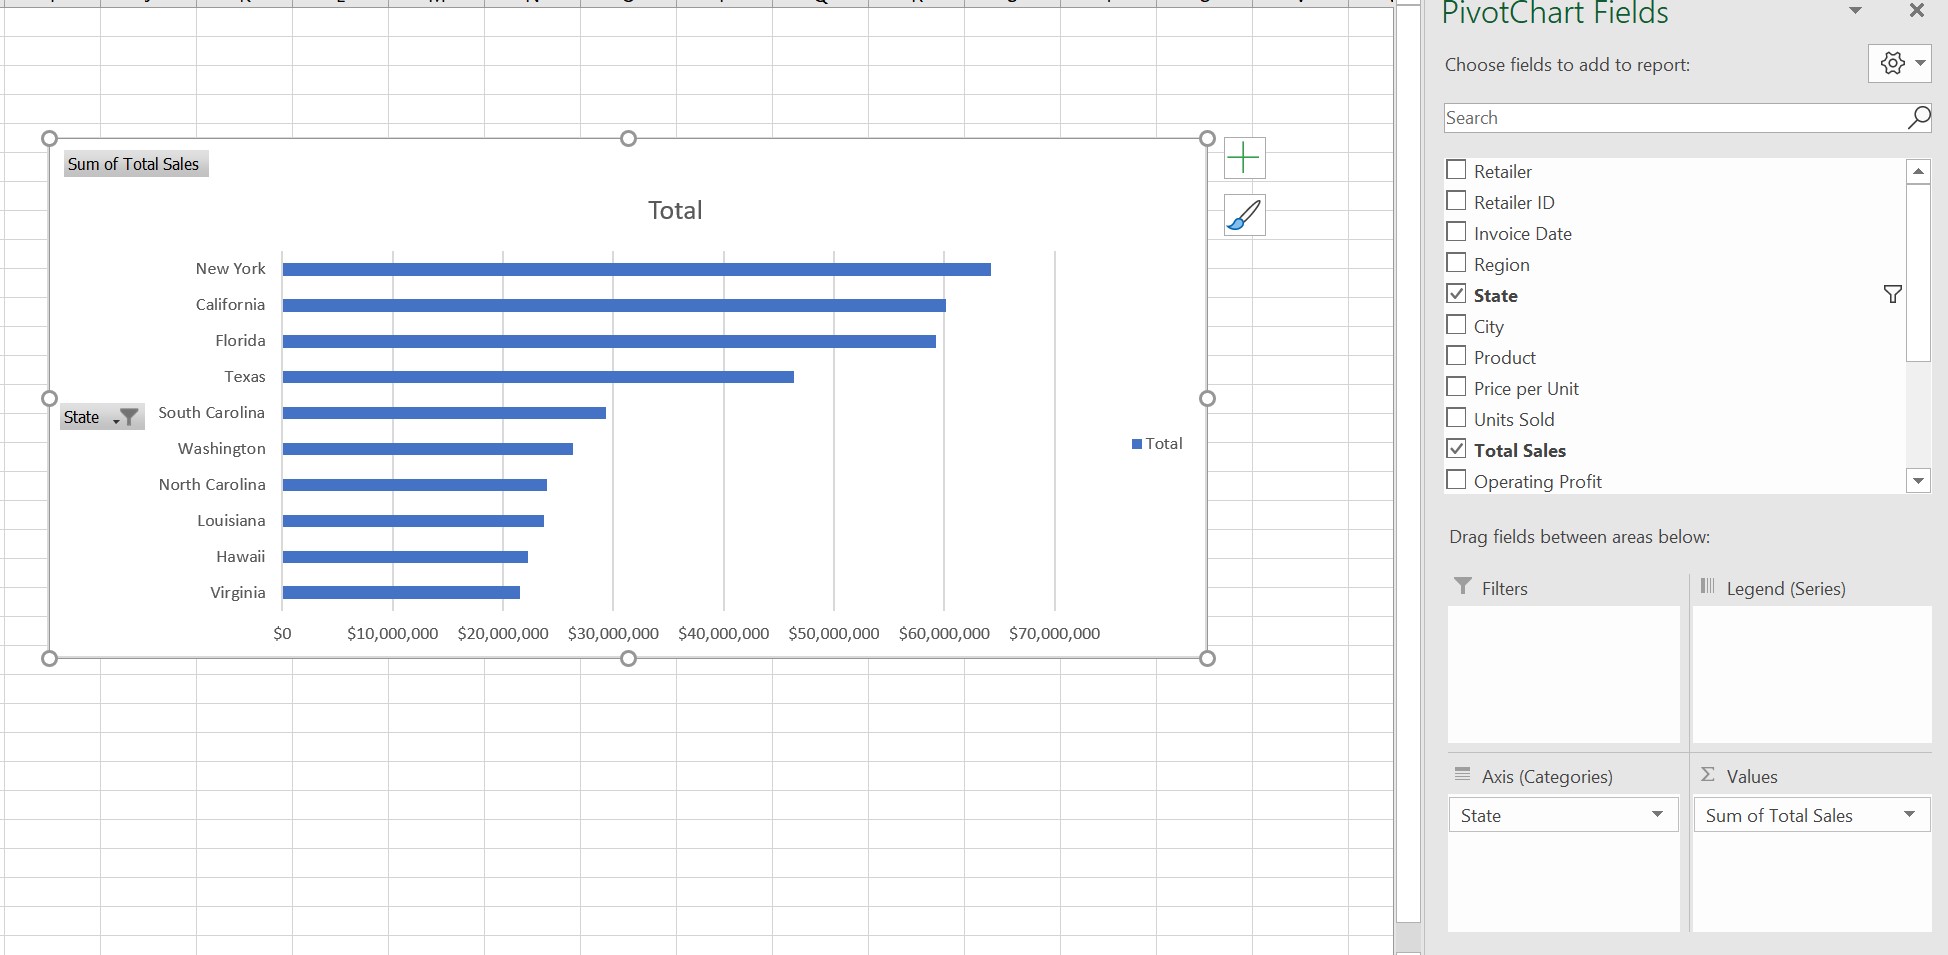 PivotChart Fields
Choose fields to add to report:
Search
Retailer
Retailer ID
Invoice Date
Region
State
City
Product
Price per Unit
Units Sold
Total Sales
Operating Profit
Drag fields between areas below:
Filters
Legend (Series)
Axis (Categories)
Values
State
Sum of Total Sales
Sum of Total Sales
Total
New York
California
Florida
Texas
State
South Carolina
Washington
North Carolina
Louisiana
Hawaii
Virginia
Total
$0 $10,000,000 $20,000,000 $30,000,000 $40,000,000 $50,000,000 $60,000,000 $70,000,000